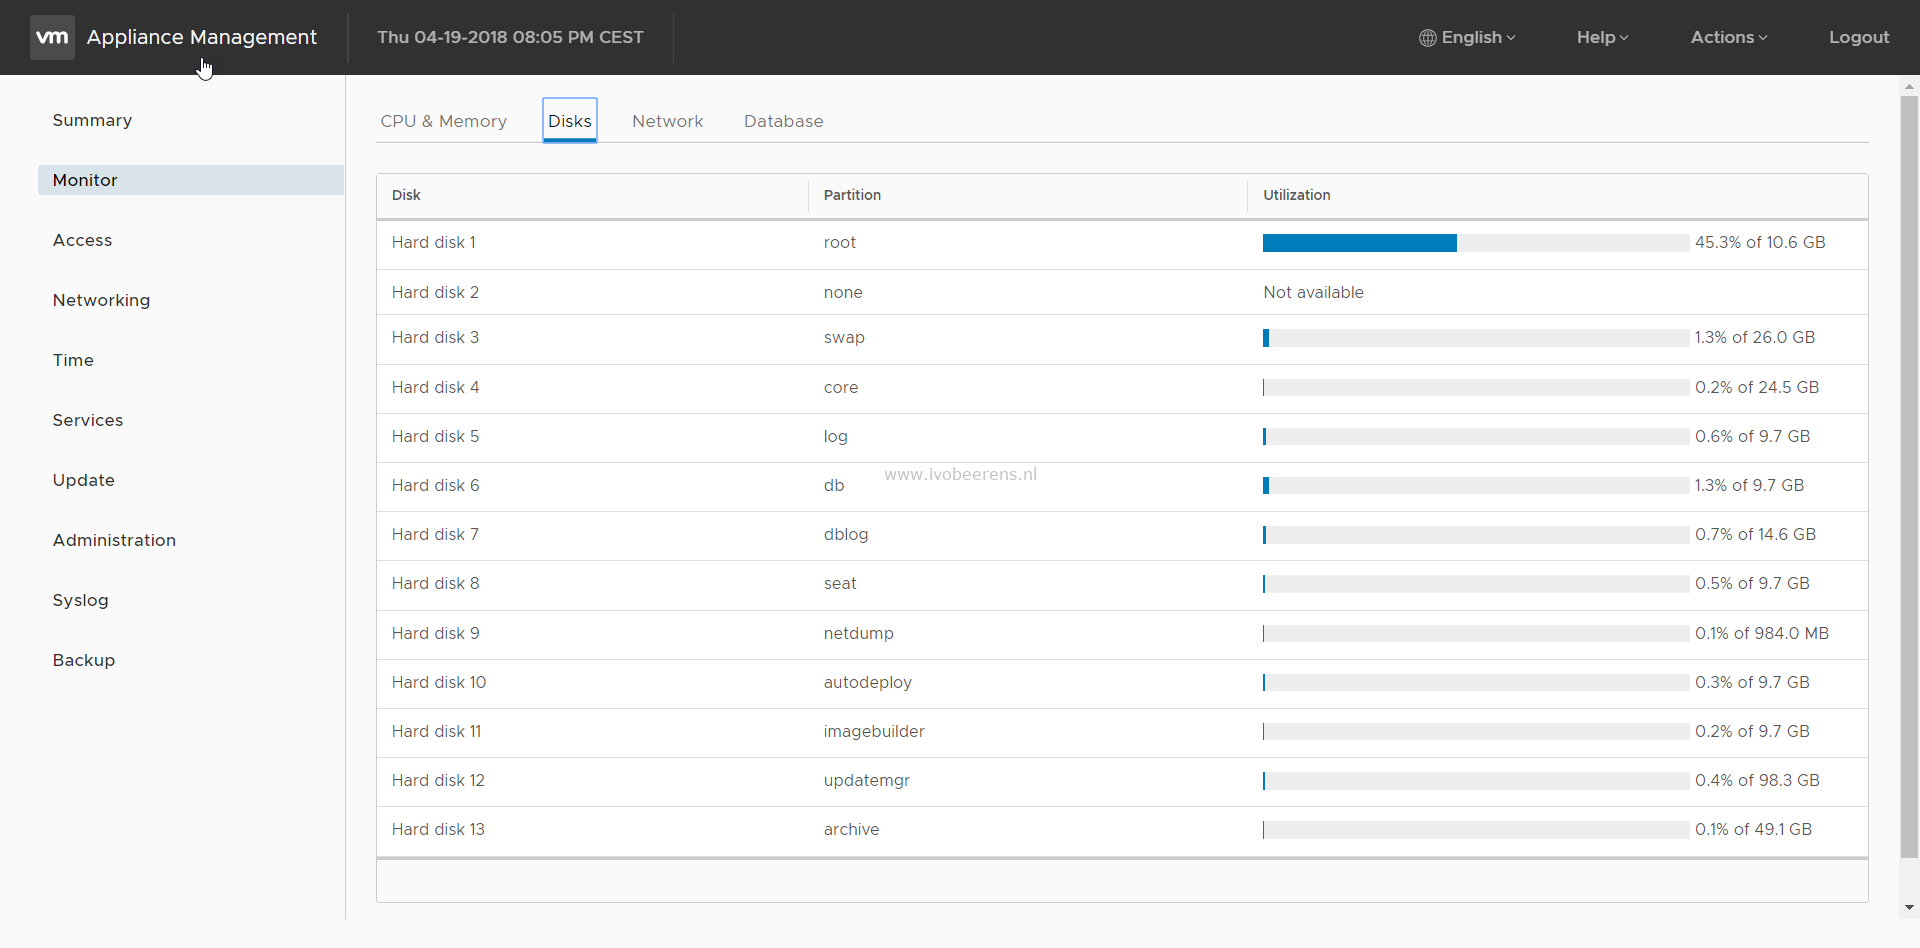 vm Appliance Management Thu 04-19-2018 08:05 PM CEST English Help Actions Logout
Summary
Monitor
Access
Networking
Time
Services
Update
Administration
Syslog
Backup
CPU & Memory Disks Network Database
Disk Partition Utilization
Hard disk 1 root 45.3% of 10.6 GB
Hard disk 2 none Not available
Hard disk 3 swap 1.3% of 26.0 GB
Hard disk 4 core 0.2% of 24.5 GB
Hard disk 5 log 0.6% of 9.7 GB
www.ivobeerens.nl
Hard disk 6 db 1.3% of 9.7 GB
Hard disk 7 dblog 0.7% of 14.6 GB
Hard disk 8 seat 0.5% of 9.7 GB
Hard disk 9 netdump 0.1% of 984.0 MB
Hard disk 10 autodeploy 0.3% of 9.7 GB
Hard disk 11 imagebuilder 0.2% of 9.7 GB
Hard disk 12 updatemgr 0.4% of 98.3 GB
Hard disk 13 archive 0.1% of 49.1 GB